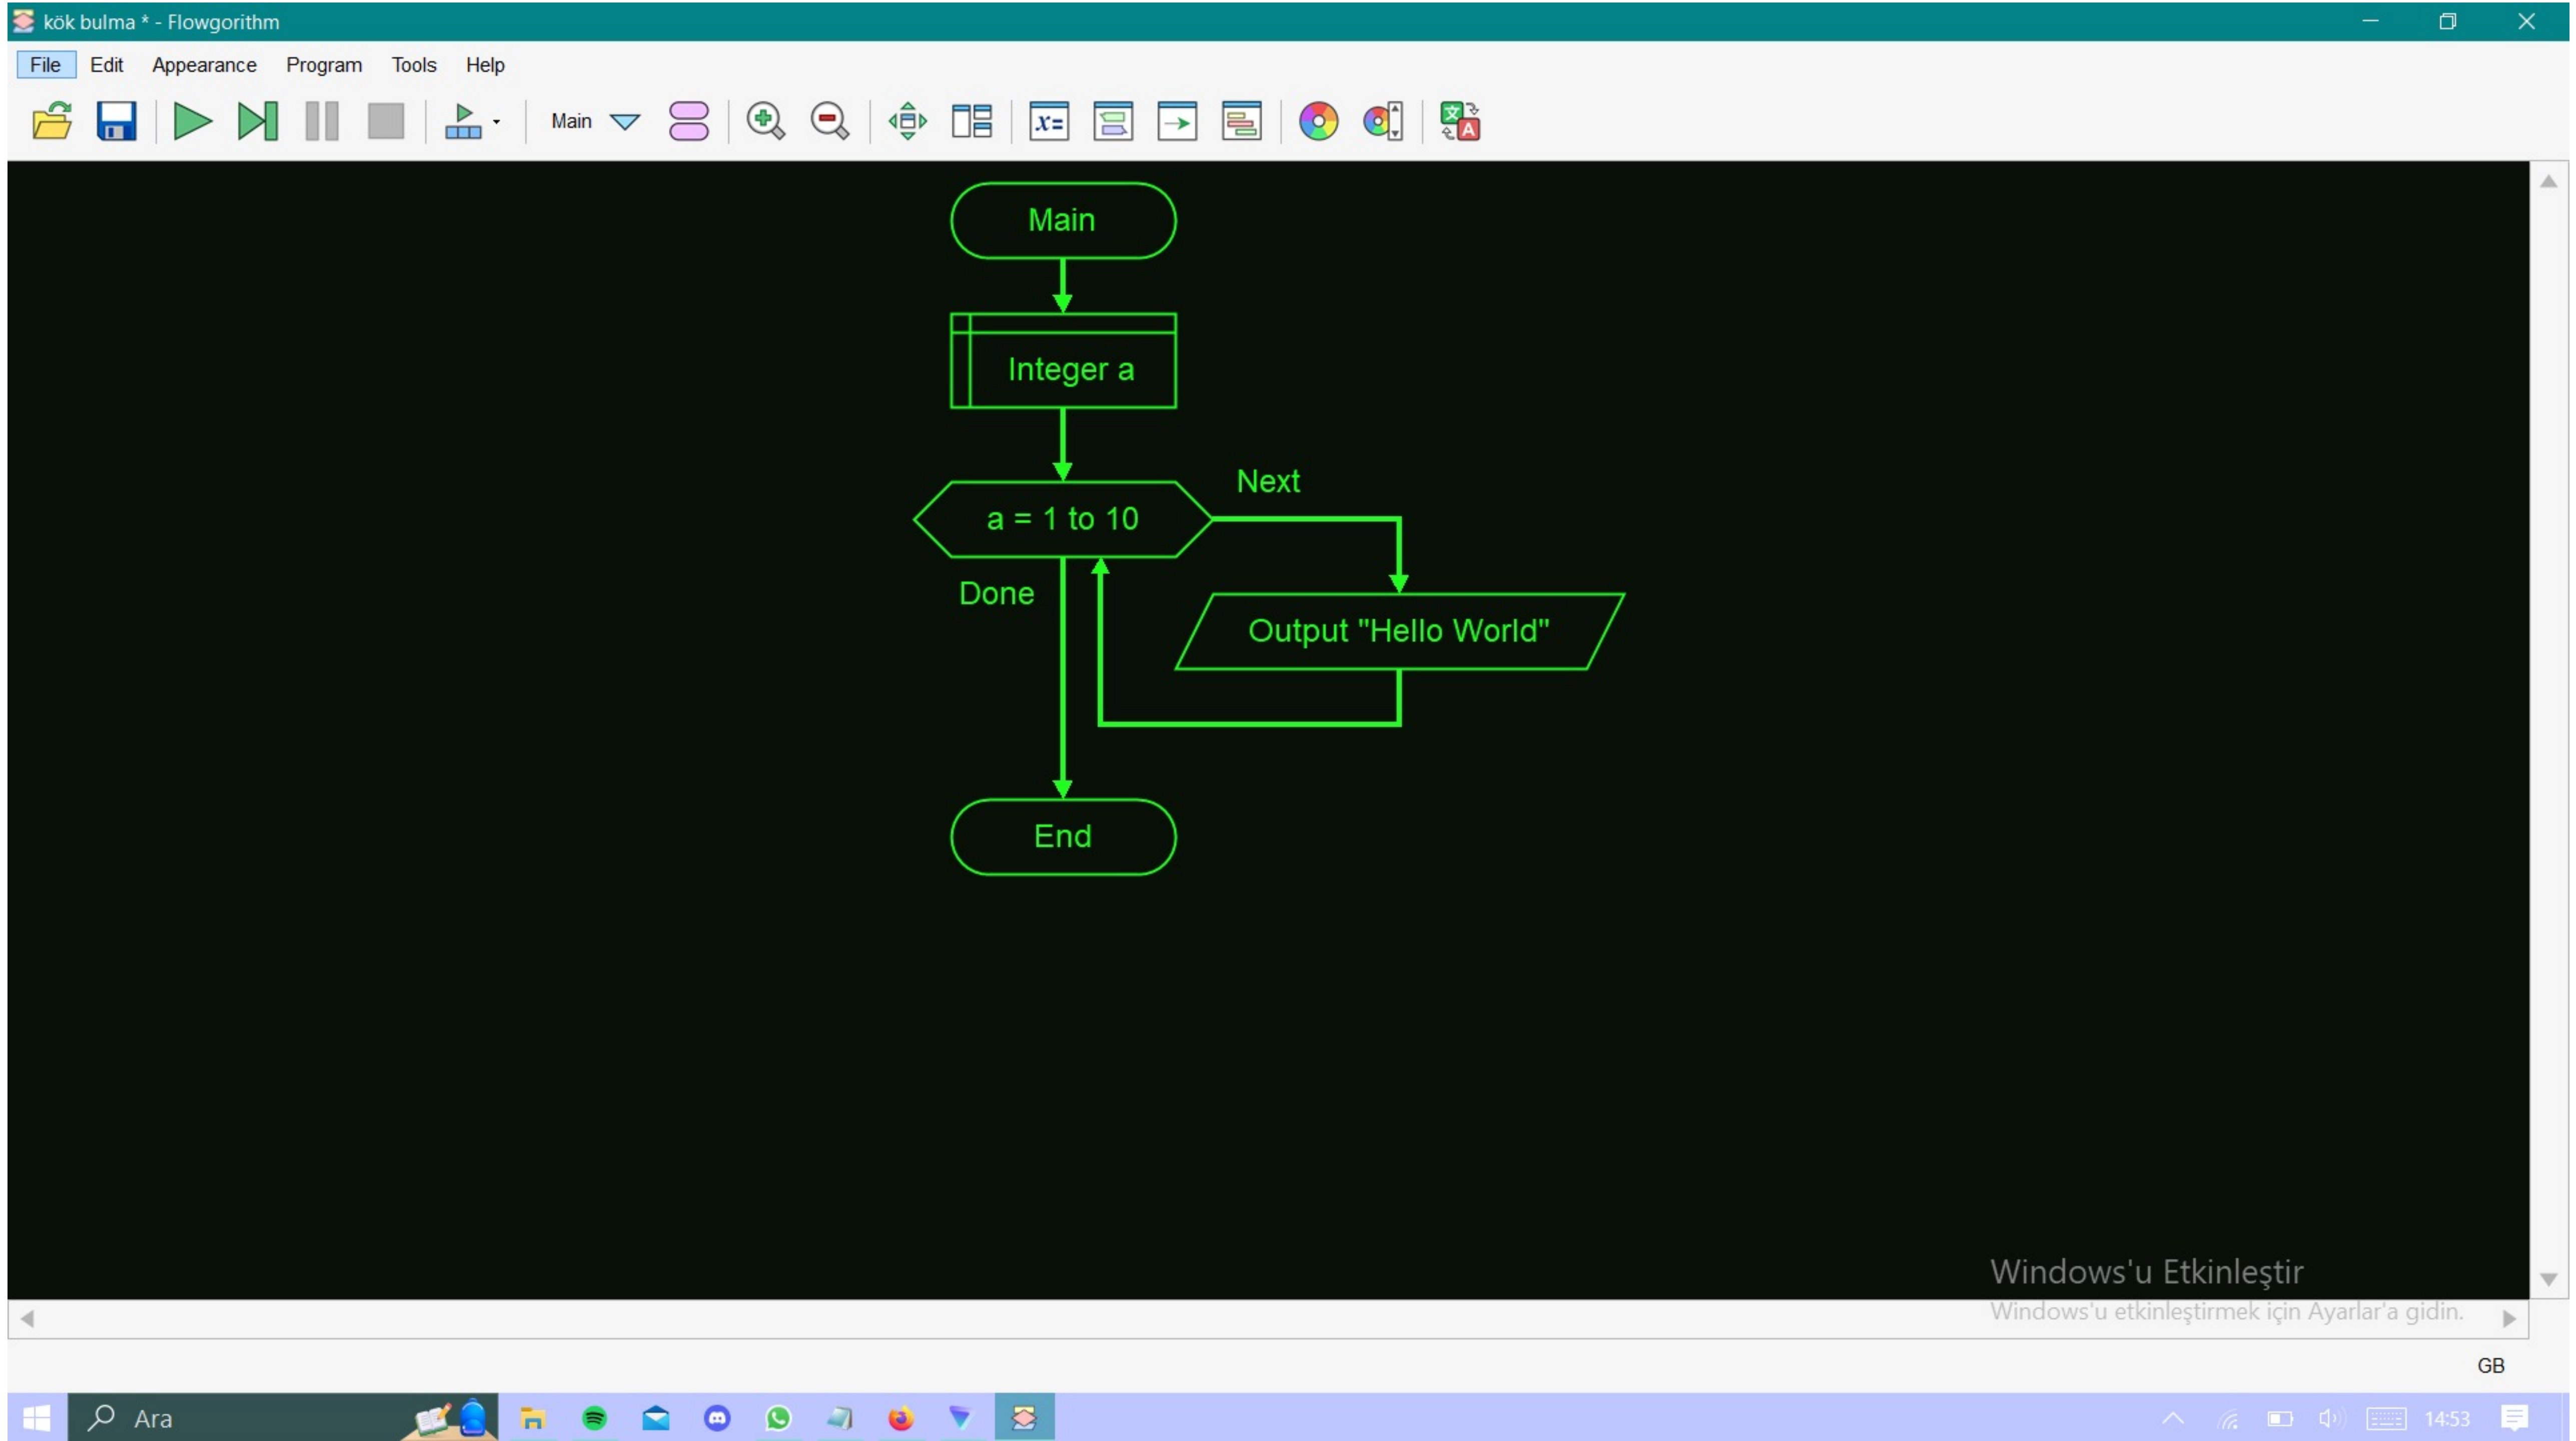 kök bulma * - Flowgorithm
File Edit Appearance Program Tools Help
Main
x=
Main
Integer a
Next
a = 1 to 10
Done
Output "Hello World"
End
Windows'u Etkinleştir
Windows'u etkinleştirmek için Ayarlar'a gidin.
GB
Ara
14:53